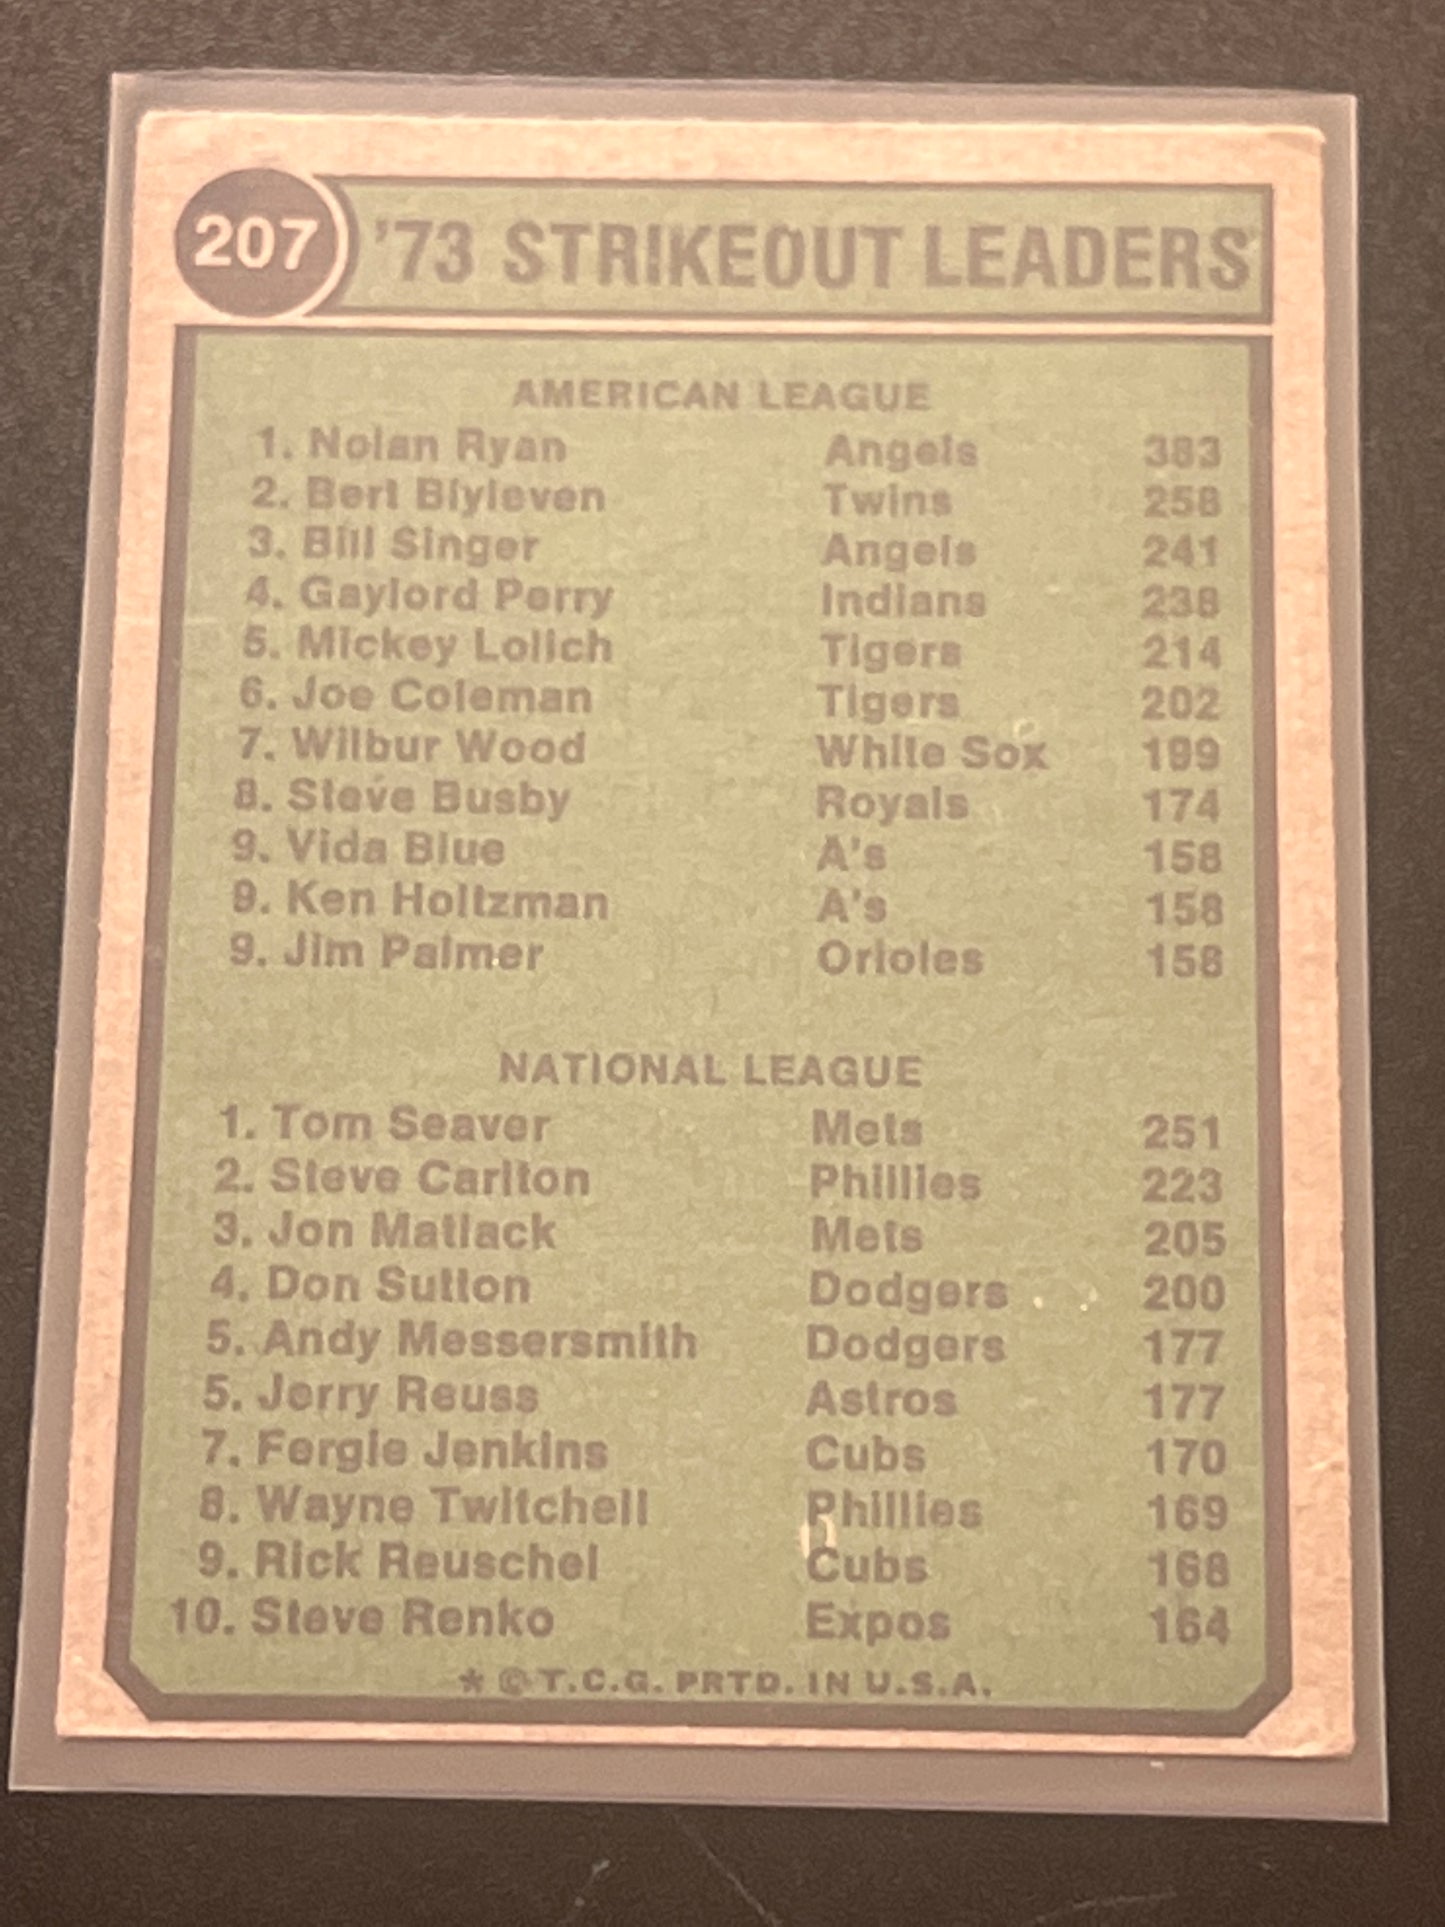 207 '73 STRIKEOUT LEADERS
AMERICAN LEAGUE
1. Nolan Ryan Angels 383
2. Bert Blyleven Twins 258
3. Bill Singer Angels 241
4. Gaylord Perry Indians 238
5. Mickey Lolich Tigers 214
6. Joe Coleman Tigers 202
7. Wilbur Wood White Sox 199
8. Steve Busby Royals 174
9. Vida Blue A's 158
9. Ken Holtzman A's 158
9. Jim Palmer Orioles 158
NATIONAL LEAGUE
1. Tom Seaver Mets 251
2. Steve Carlton Phillies 223
3. Jon Matlack Mets 205
4. Don Sutton Dodgers 200
5. Andy Messersmith Dodgers 177
5. Jerry Reuss Astros 177
7. Fergie Jenkins Cubs 170
8. Wayne Twitchell Phillies 169
9. Rick Reuschel Cubs 168
10. Steve Renko Expos 164
* © T.C.G. PRTD. IN U.S.A.